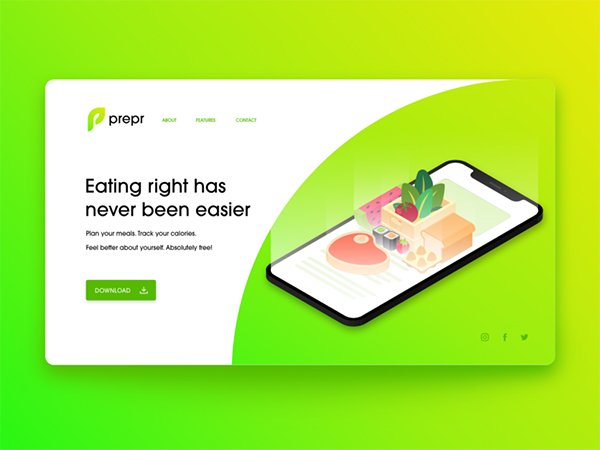 prepr
ABOUT FEATURES CONTACT
Eating right has
never been easier
Plan your meals. Track your calories.
Feel better about yourself. Absolutely free!
DOWNLOAD